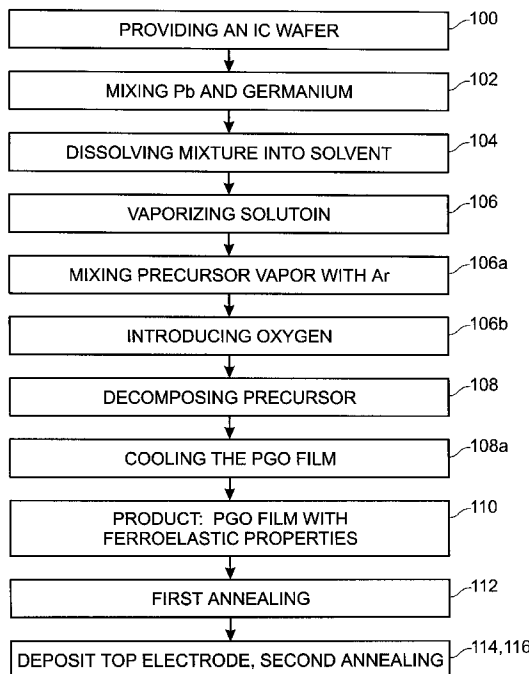 PROVIDING AN IC WAFER
100
MIXING Pb AND GERMANIUM
102
DISSOLVING MIXTURE INTO SOLVENT
104
VAPORIZING SOLUTOIN
106
MIXING PRECURSOR VAPOR WITH Ar
106a
INTRODUCING OXYGEN
106b
DECOMPOSING PRECURSOR
108
COOLING THE PGO FILM
108a
PRODUCT: PGO FILM WITH
FERROELASTIC PROPERTIES
110
FIRST ANNEALING
112
DEPOSIT TOP ELECTRODE, SECOND ANNEALING
114,116